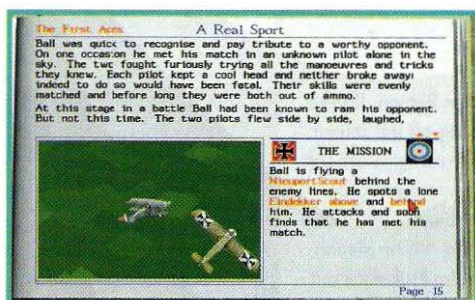 The First Aces
A Real Sport
Ball was quick to recognise and pay tribute to a worthy opponent.
On one occasion he met his match in an unknown pilot alone in the
sky. The two fought furiously trying all the manoeuvres and tricks
they knew. Each pilot kept a cool head and neither broke away:
indeed to do so would have been fatal. Their skills were evenly
matched and before long they were both out of ammo.
At this stage in a battle Ball had been known to ram his opponent.
But not this time. The two pilots flew side by side, laughed,
THE MISSION
Ball is flying a
Nieuport Scout behind the
enemy lines. He spots a lone
Eindekker above and behind
him. He attacks and soon
finds that he has met his
match.
Page 15